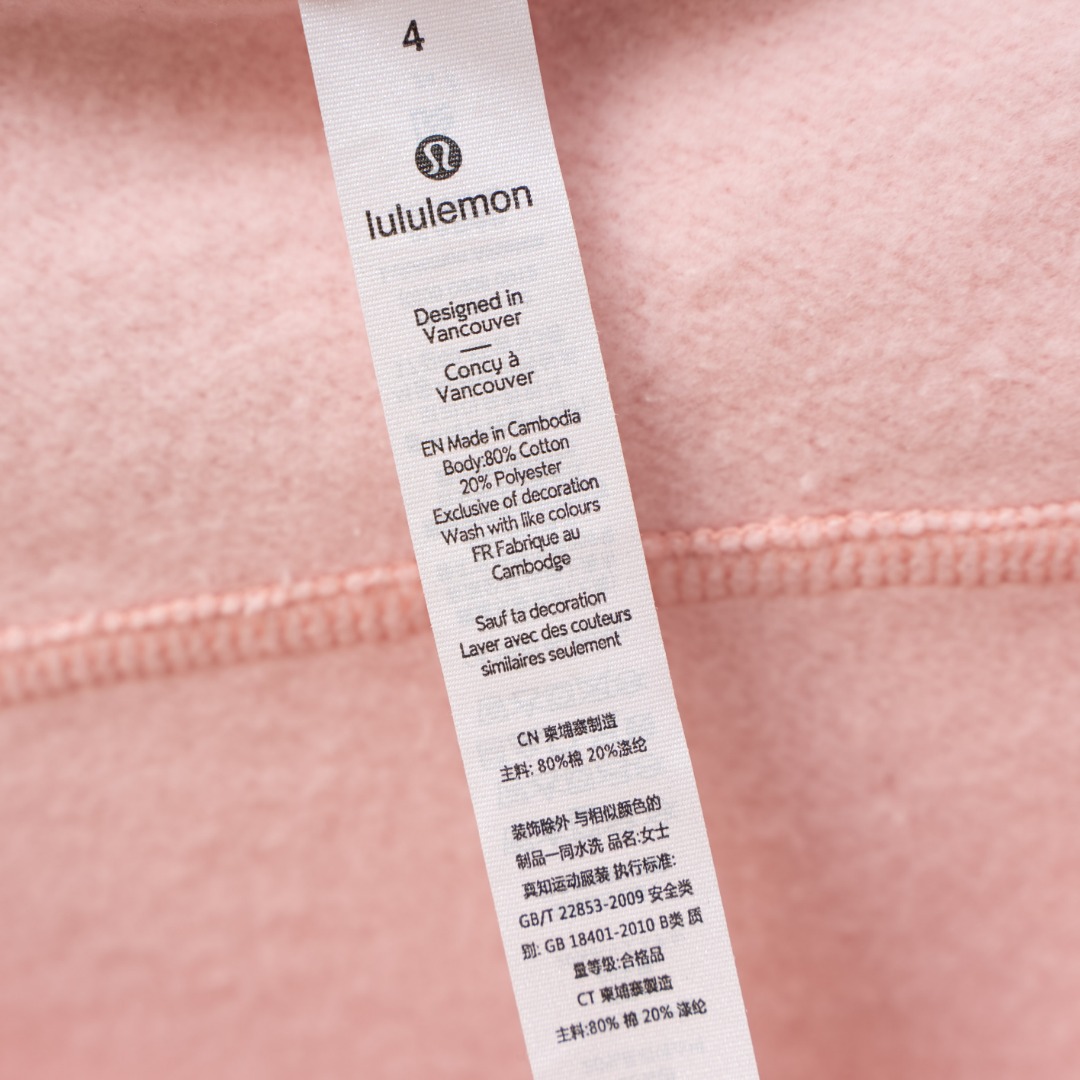 4
lululemon
Designed in
Vancouver
Concy à
Vancouver
EN Made in Cambodia
Body:80% Cotton
20% Polyester
Exclusive of decoration
Wash with like colours
FR Fabrique au
Cambodge
Sauf ta decoration
Laver avec des couteurs
similaires seulement
CN 柬埔寨制造
主料: 80%棉 20%涤纶
装饰除外 与相似颜色的
制品一同水洗 品名:女士
真知运动服装 执行标准:
GB/T 22853-2009 安全类
别: GB 18401-2010 B类 质
量等级:合格品
CT 柬埔寨製造
主料:80% 棉 20% 涤纶